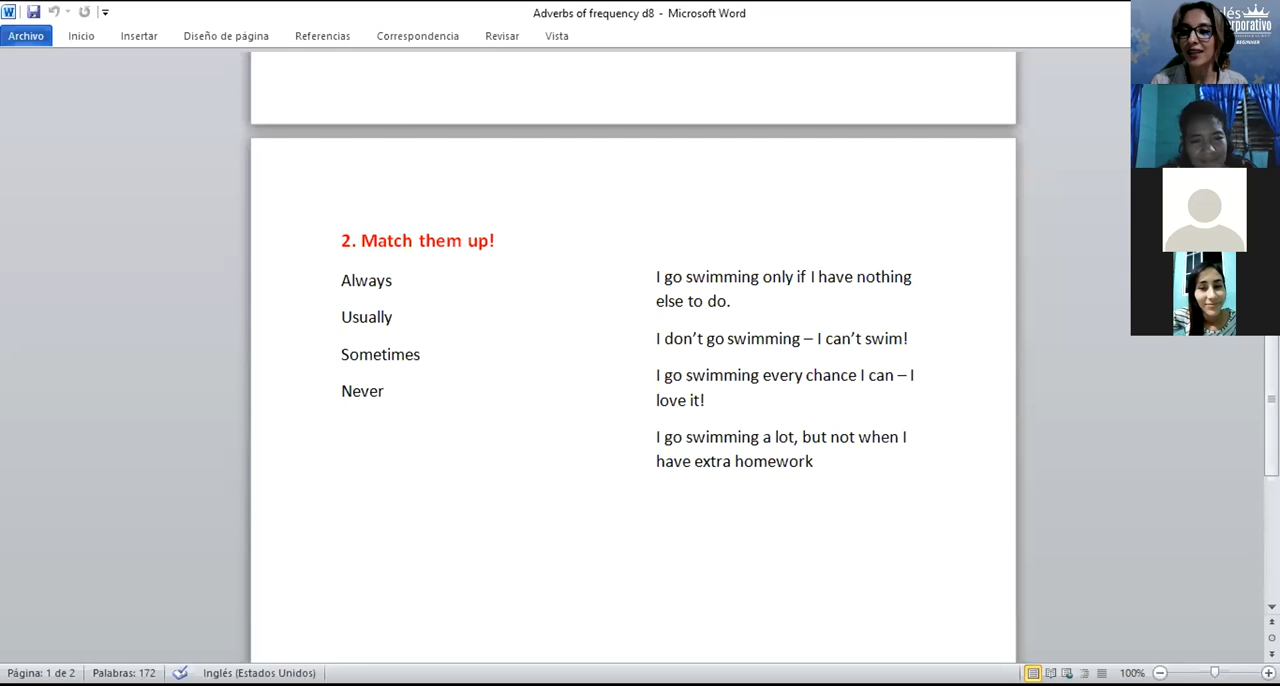 Adverbs of frequency d8 - Microsoft Word
Archivo Inicio Insertar Diseño de página Referencias Correspondencia Revisar Vista
2. Match them up!
Always
Usually
Sometimes
Never
I go swimming only if I have nothing
else to do.
I don't go swimming – I can't swim!
I go swimming every chance I can – I
love it!
I go swimming a lot, but not when I
have extra homework
BEGINNER
Página: 1 de 2 Palabras: 172 Inglés (Estados Unidos) 100%